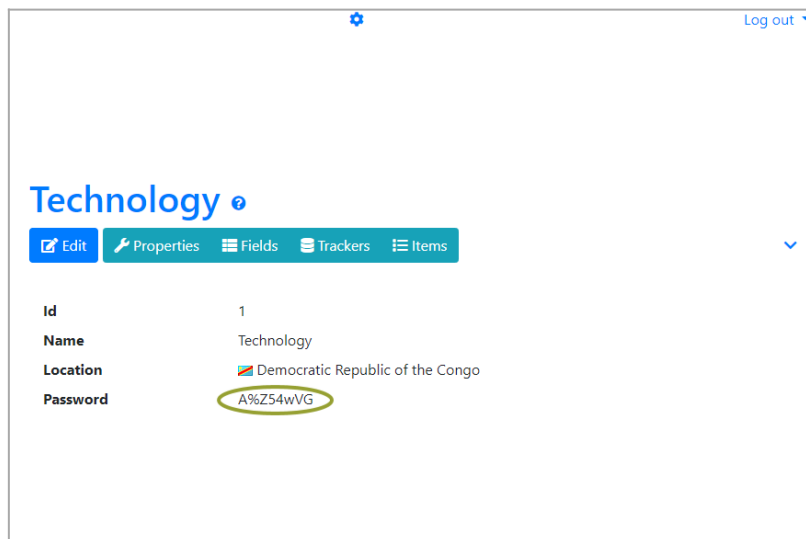 Log out
Technology
Edit Properties Fields Trackers Items
Id 1
Name Technology
Location Democratic Republic of the Congo
Password A%Z54wVG